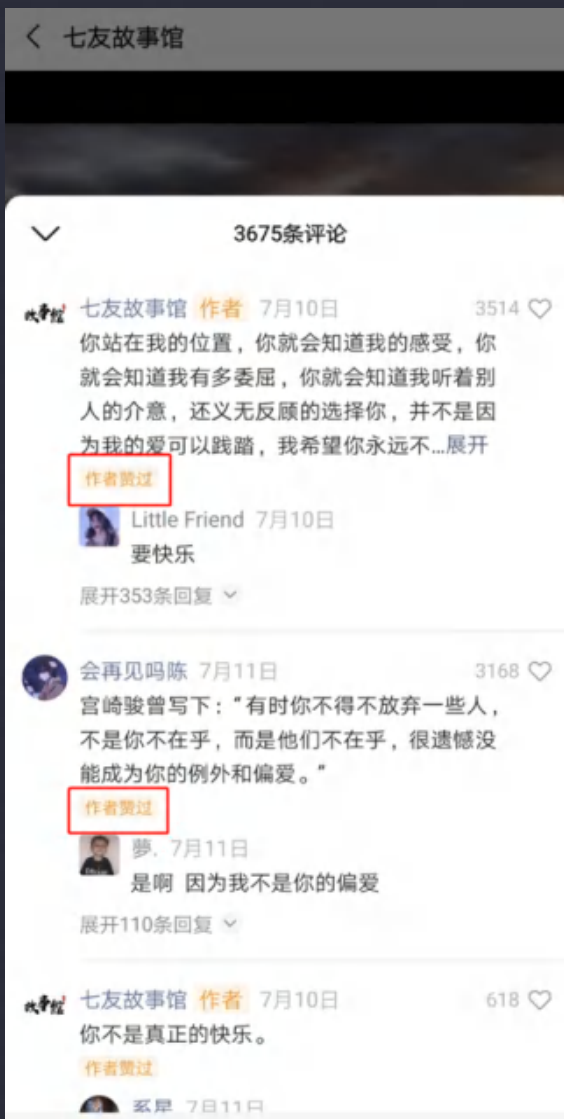 七友故事馆
3675条评论
七友故事馆 作者 7月10日 3514
你站在我的位置，你就会知道我的感受，你
就会知道我有多委屈，你就会知道我听着别
人的介意，还义无反顾的选择你，并不是因
为我的爱可以践踏，我希望你永远不...展开
作者赞过
Little Friend 7月10日
要快乐
展开353条回复
会再见吗陈 7月11日 3168
宫崎骏曾写下：“有时你不得不放弃一些人，
不是你不在乎，而是他们不在乎，很遗憾没
能成为你的例外和偏爱。”
作者赞过
夢. 7月11日
是啊 因为我不是你的偏爱
展开110条回复
七友故事馆 作者 7月10日 618
你不是真正的快乐。
作者赞过
7月11日